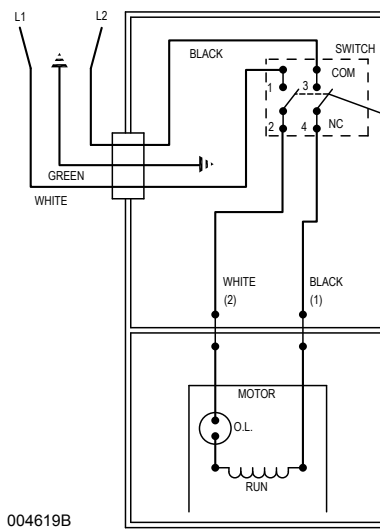 L1 L2
BLACK
SWITCH
COM
1 3
2 4 NC
GREEN
WHITE
WHITE
(2)
BLACK
(1)
MOTOR
O.L.
RUN
004619B